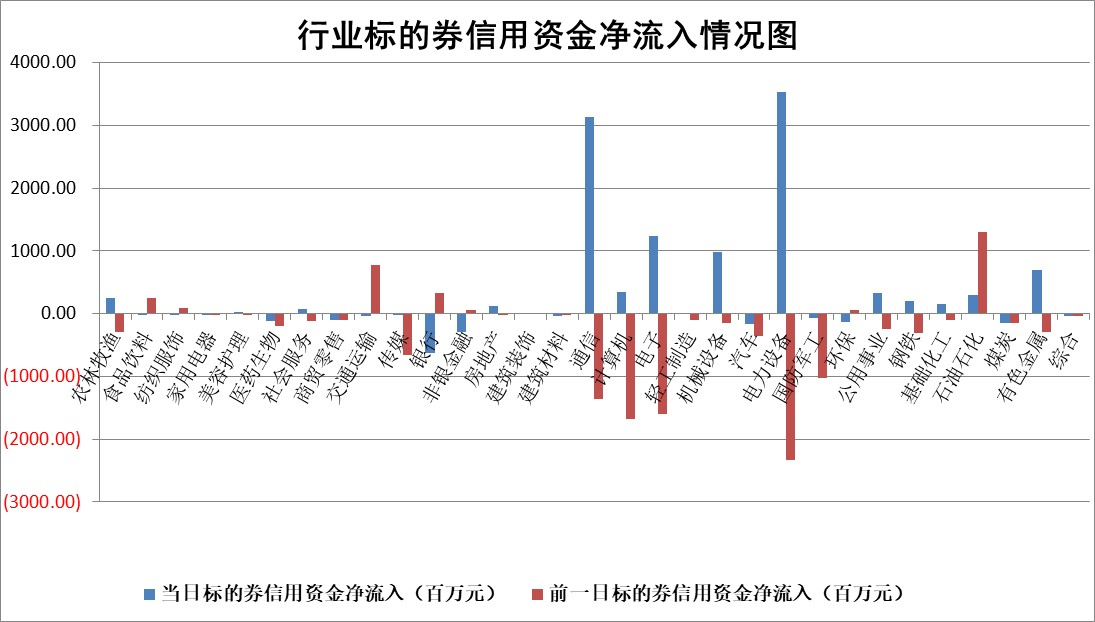 行业标的券信用资金净流入情况图
4000.00
3000.00
2000.00
1000.00
0.00
(1000.00)
(2000.00)
(3000.00)
农林牧渔
食品饮料
纺织服饰
家用电器
美容护理
医药生物
社会服务
商贸零售
交通运输
传媒
银行
非银金融
房地产
建筑装饰
建筑材料
通信
计算机
电子
轻工制造
机械设备
汽车
电力设备
国防军工
环保
公用事业
钢铁
基础化工
石油石化
煤炭
有色金属
综合
当日标的券信用资金净流入（百万元）
前一日标的券信用资金净流入（百万元）